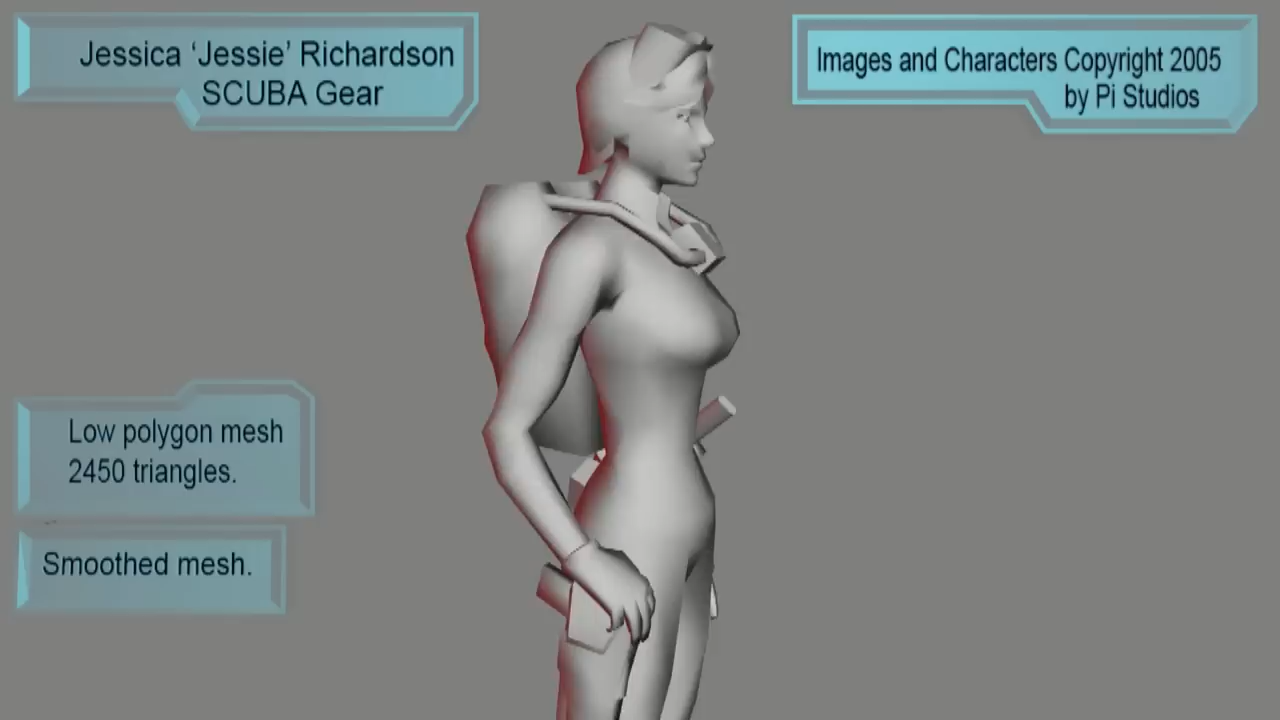 Jessica ‘Jessie’ Richardson
SCUBA Gear
Images and Characters Copyright 2005
by Pi Studios
Low polygon mesh
2450 triangles.
Smoothed mesh.